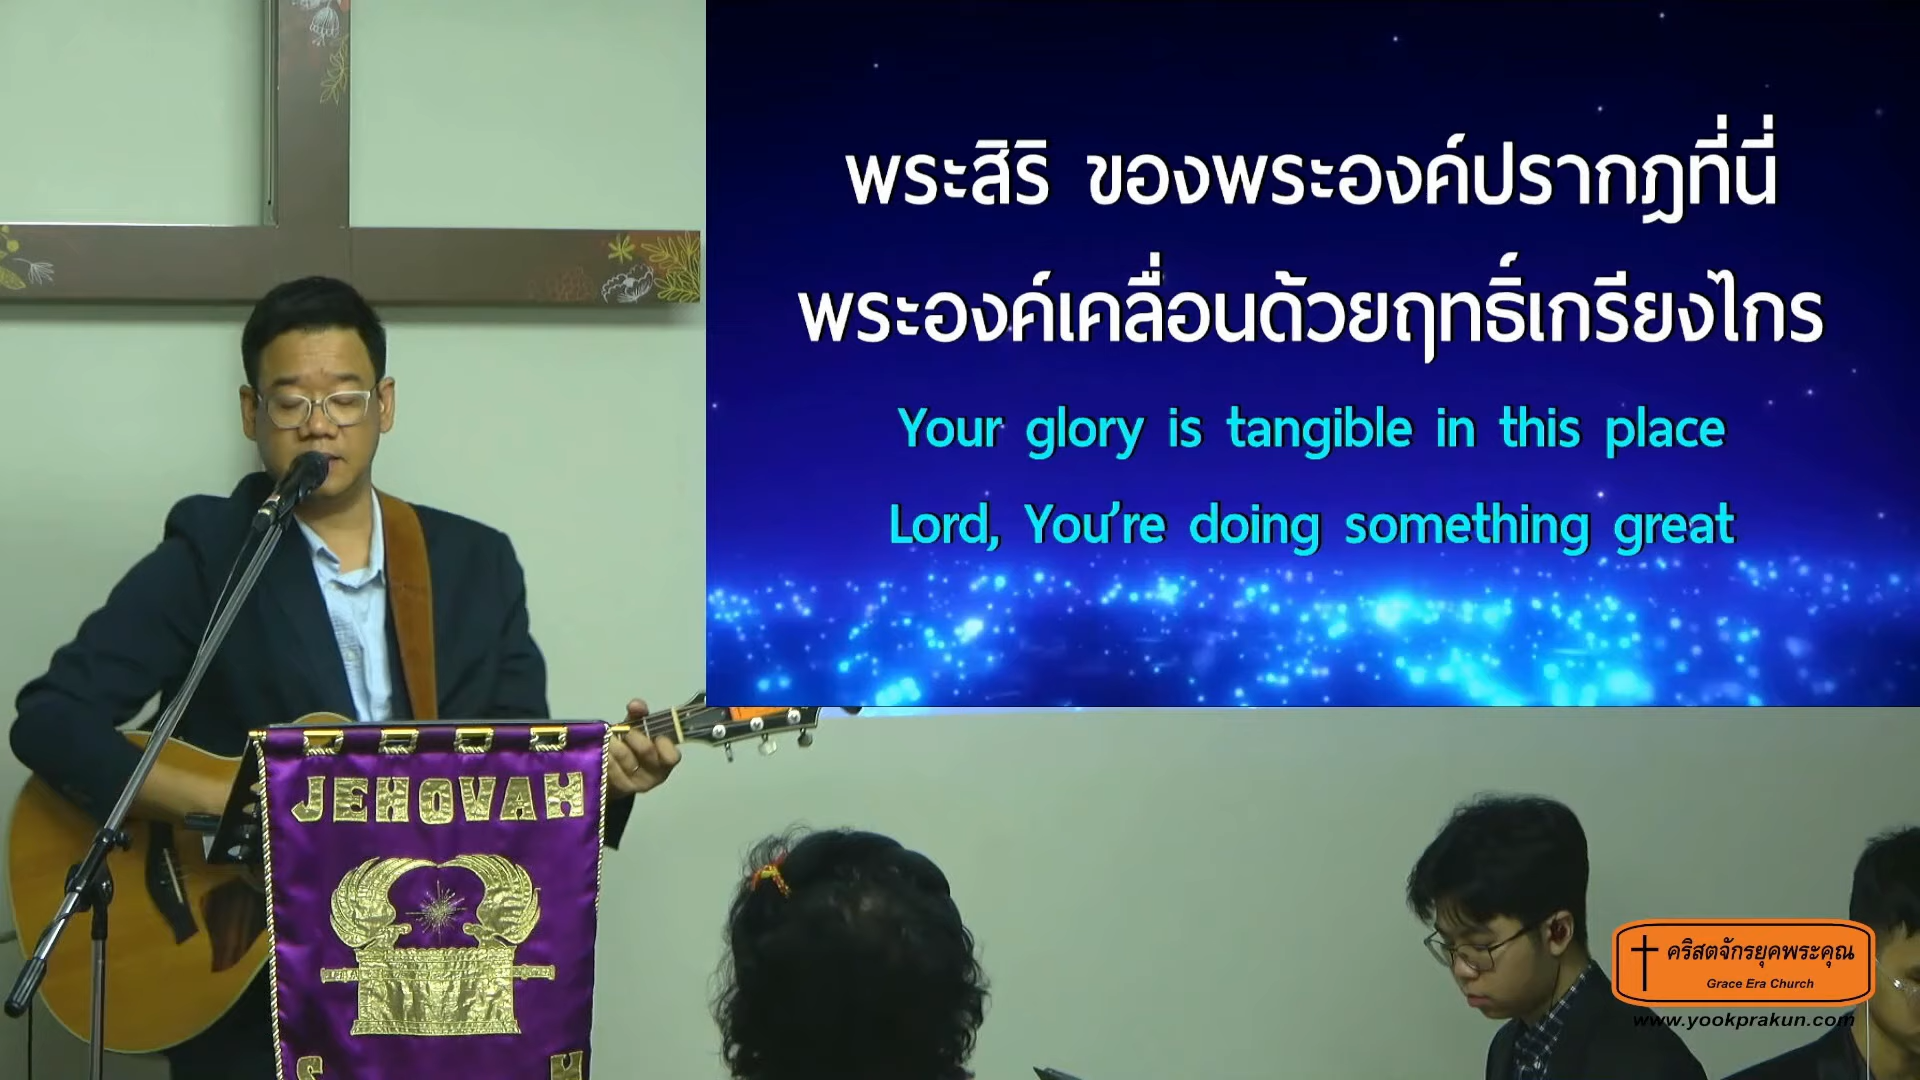 พระสิริ ของพระองค์ปรากฏที่นี่
พระองค์เคลื่อนด้วยฤทธิ์เกรียงไกร
Your glory is tangible in this place
Lord, You're doing something great
JEHOVAH
S H
คริสตจักรยุคพระคุณ
Grace Era Church
www.yookprakun.com